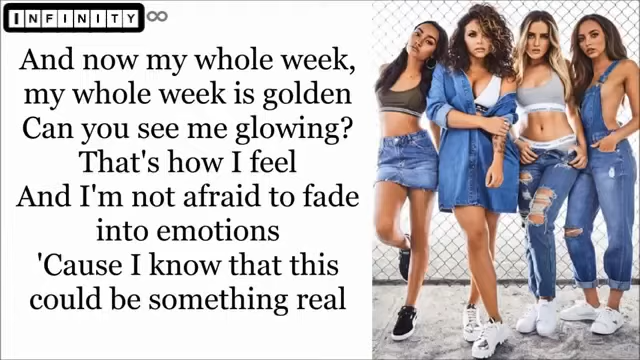 INFINITY ∞
And now my whole week,
my whole week is golden
Can you see me glowing?
That's how I feel
And I'm not afraid to fade
into emotions
'Cause I know that this
could be something real